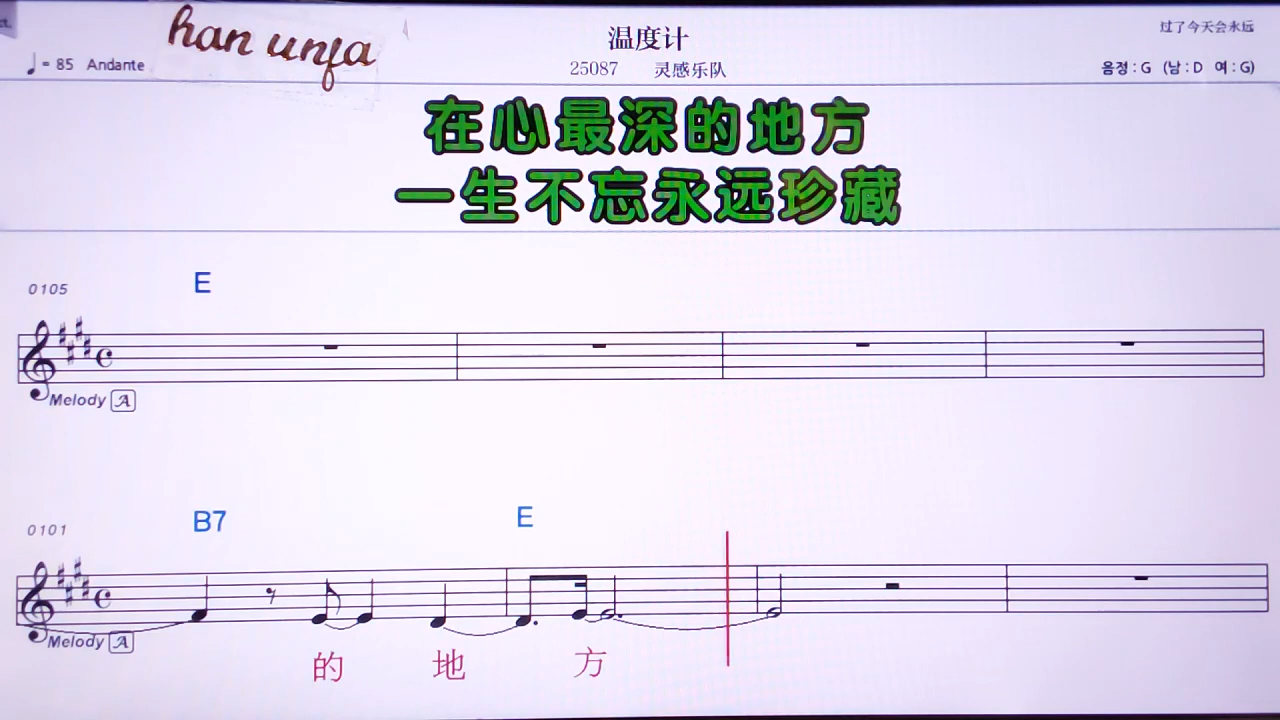 ct.
han unfa
温度计
过了今天会永远
♩= 85 Andante
25087 灵感乐队
음정 : G (남 : D 여 : G)
在心最深的地方
一生不忘永远珍藏
0105
E
Melody A
0101
B7 E
Melody A
的 地 方